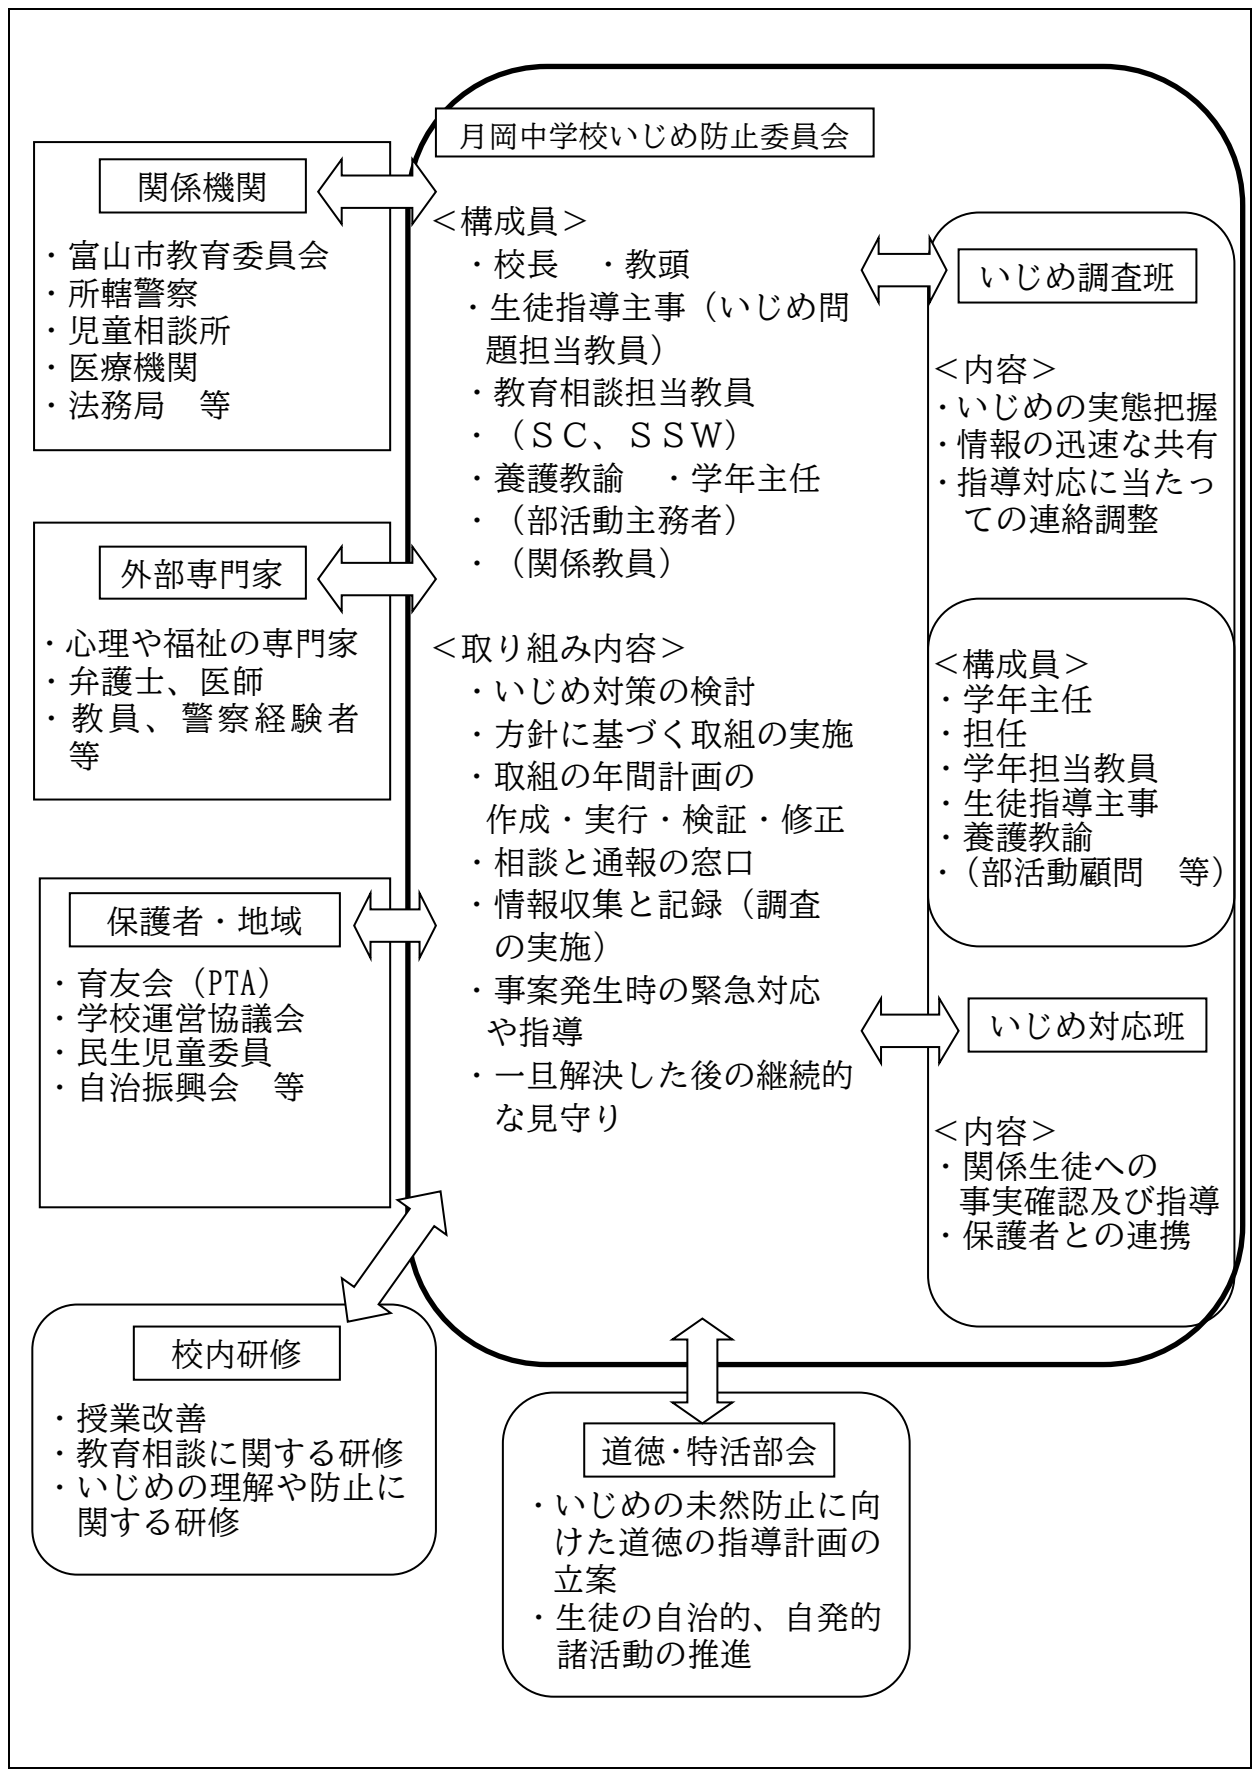 月岡中学校いじめ防止委員会
＜構成員＞
・校長　・教頭
・生徒指導主事（いじめ問
題担当教員）
・教育相談担当教員
・（ＳＣ、ＳＳＷ）
・養護教諭　・学年主任
・（部活動主務者）
・（関係教員）
＜取り組み内容＞
・いじめ対策の検討
・方針に基づく取組の実施
・取組の年間計画の
作成・実行・検証・修正
・相談と通報の窓口
・情報収集と記録（調査
の実施）
・事案発生時の緊急対応
や指導
・一旦解決した後の継続的
な見守り
関係機関
・富山市教育委員会
・所轄警察
・児童相談所
・医療機関
・法務局　等
外部専門家
・心理や福祉の専門家
・弁護士、医師
・教員、警察経験者
等
保護者・地域
・育友会（PTA）
・学校運営協議会
・民生児童委員
・自治振興会　等
校内研修
・授業改善
・教育相談に関する研修
・いじめの理解や防止に
関する研修
いじめ調査班
＜内容＞
・いじめの実態把握
・情報の迅速な共有
・指導対応に当たっ
ての連絡調整
＜構成員＞
・学年主任
・担任
・学年担当教員
・生徒指導主事
・養護教諭
・（部活動顧問　等）
いじめ対応班
＜内容＞
・関係生徒への
事実確認及び指導
・保護者との連携
道徳・特活部会
・いじめの未然防止に向
けた道徳の指導計画の
立案
・生徒の自治的、自発的
諸活動の推進